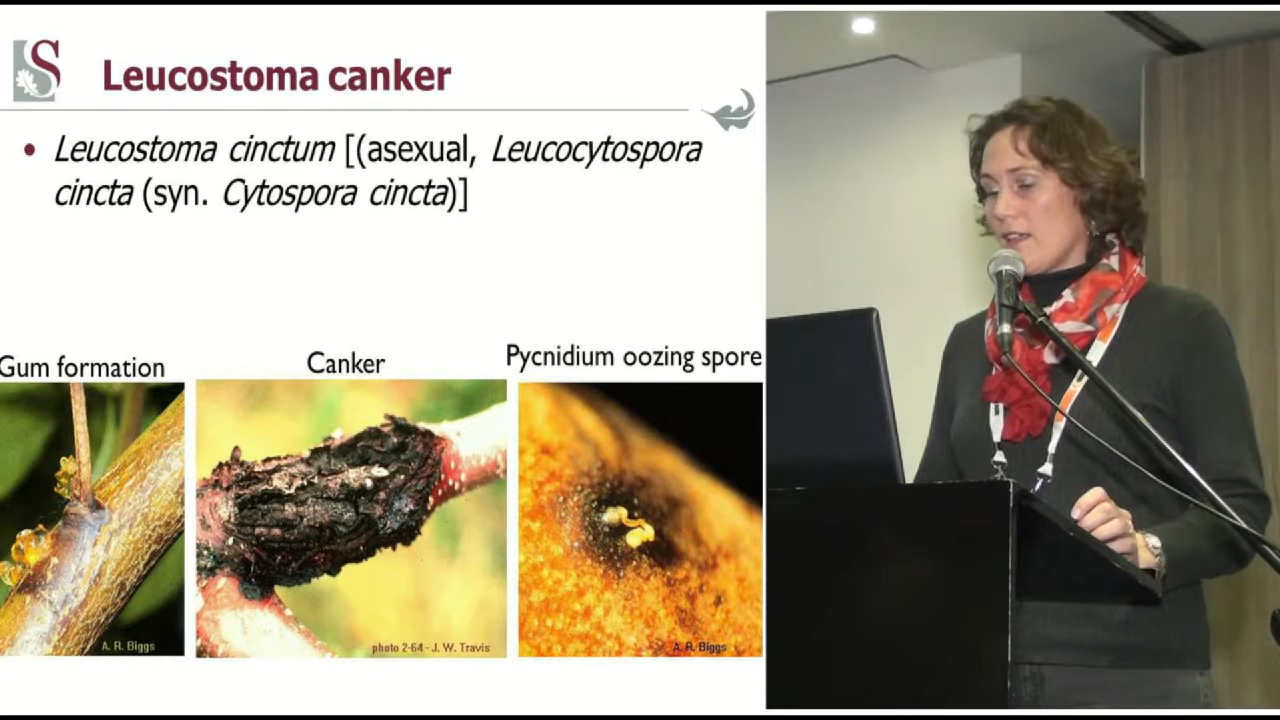 S
Leucostoma canker
• Leucostoma cinctum [(asexual, Leucocytospora
cincta (syn. Cytospora cincta)]
Gum formation
Canker
Pycnidium oozing spore
A. R. Biggs
photo 2-64 - J. W. Travis
A. R. Biggs